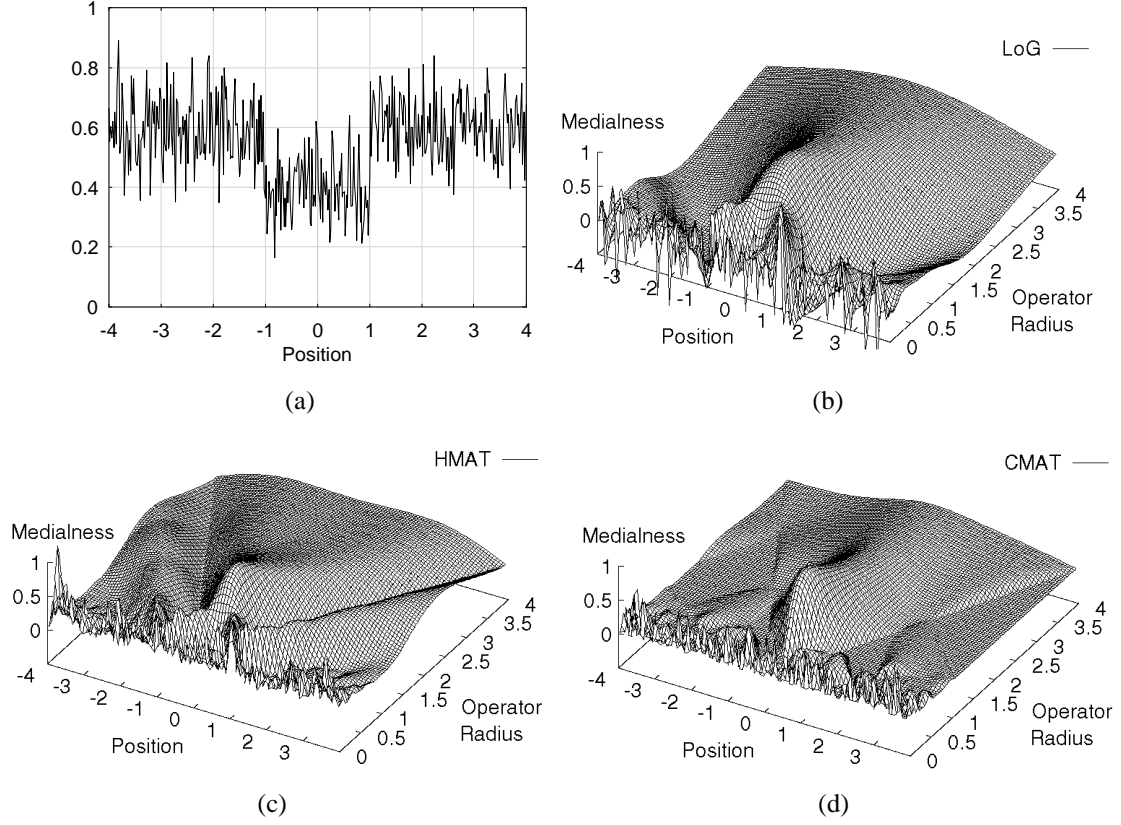 1
0.8
0.6
0.4
0.2
0
-4 -3 -2 -1 0 1 2 3 4
Position
(a)
LoG
Medialness
1
0.5
0
-4 -3 -2 -1 0 1 2 3
Position
0 0.5 1 1.5 2 2.5 3 3.5 4
Operator
Radius
(b)
HMAT
Medialness
1
0.5
0
-4 -3 -2 -1 0 1 2 3
Position
0 0.5 1 1.5 2 2.5 3 3.5 4
Operator
Radius
(c)
CMAT
Medialness
1
0.5
0
-4 -3 -2 -1 0 1 2 3
Position
0 0.5 1 1.5 2 2.5 3 3.5 4
Operator
Radius
(d)